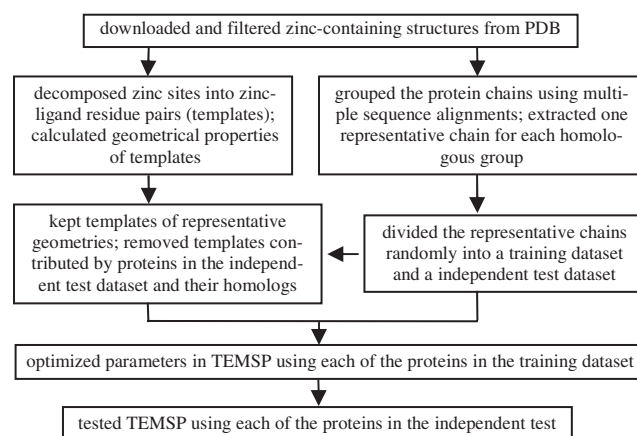 downloaded and filtered zinc-containing structures from PDB
decomposed zinc sites into zinc-
ligand residue pairs (templates);
calculated geometrical properties
of templates
grouped the protein chains using multi-
ple sequence alignments; extracted one
representative chain for each homolo-
gous group
kept templates of representative
geometries; removed templates con-
tributed by proteins in the independ-
ent test dataset and their homologs
divided the representative chains
randomly into a training dataset
and a independent test dataset
optimized parameters in TEMSP using each of the proteins in the training dataset
tested TEMSP using each of the proteins in the independent test